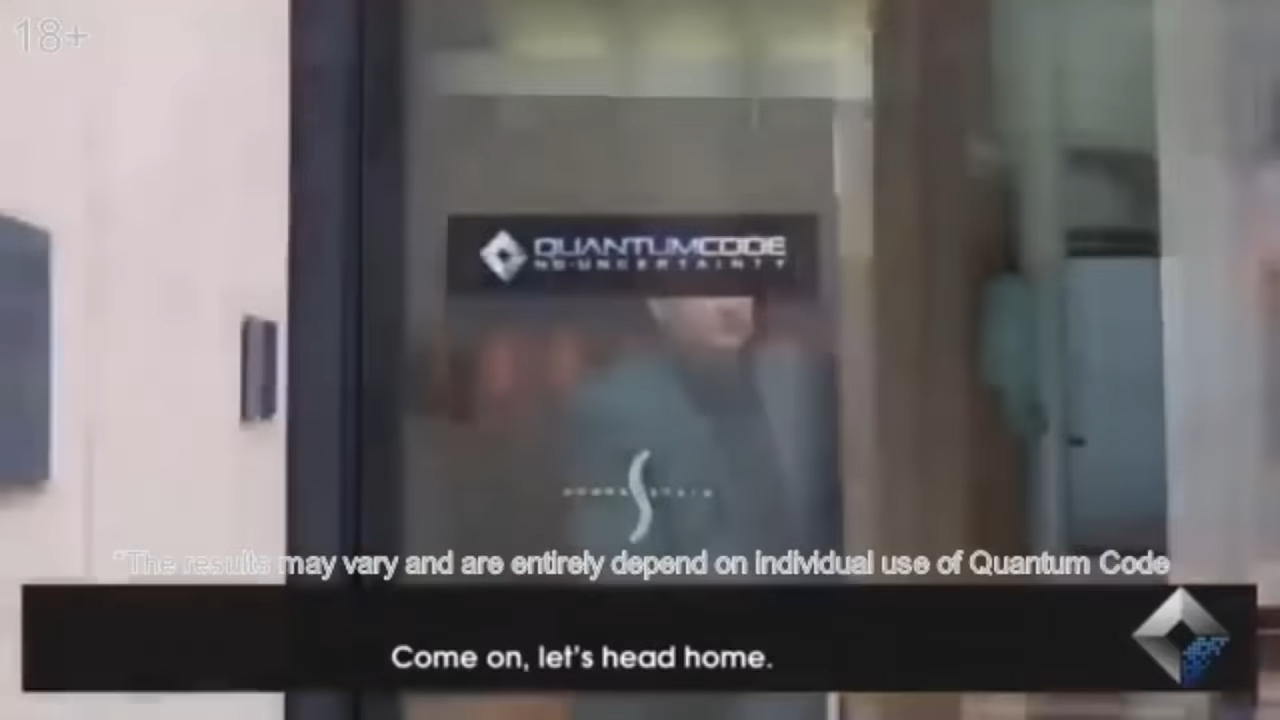 18+
QUANTUMCODE
NO-UNCERTAINTY
*The results may vary and are entirely depend on individual use of Quantum Code
Come on, let's head home.